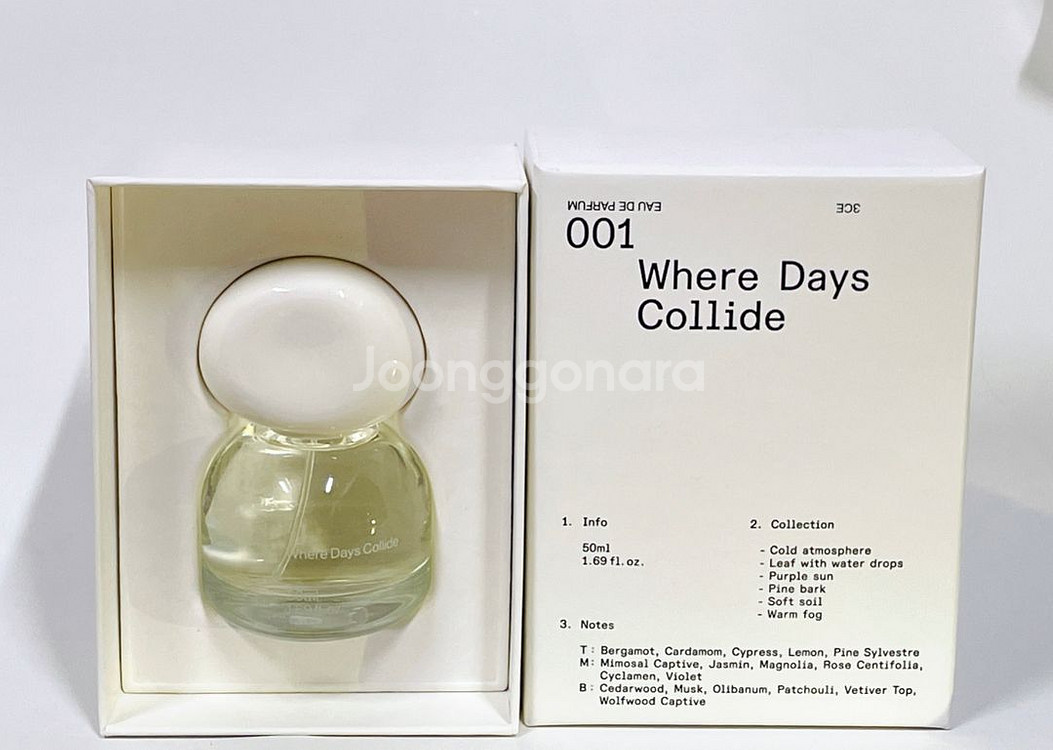 EAU DE PARFUM
3CE
001
Where Days
Collide
Joonggonara
Where Days Collide
1. Info
50ml
1.69 fl. oz.
2. Collection
- Cold atmosphere
- Leaf with water drops
- Purple sun
- Pine bark
- Soft soil
- Warm fog
3. Notes
T : Bergamot, Cardamom, Cypress, Lemon, Pine Sylvestre
M : Mimosal Captive, Jasmin, Magnolia, Rose Centifolia,
Cyclamen, Violet
B : Cedarwood, Musk, Olibanum, Patchouli, Vetiver Top,
Wolfwood Captive